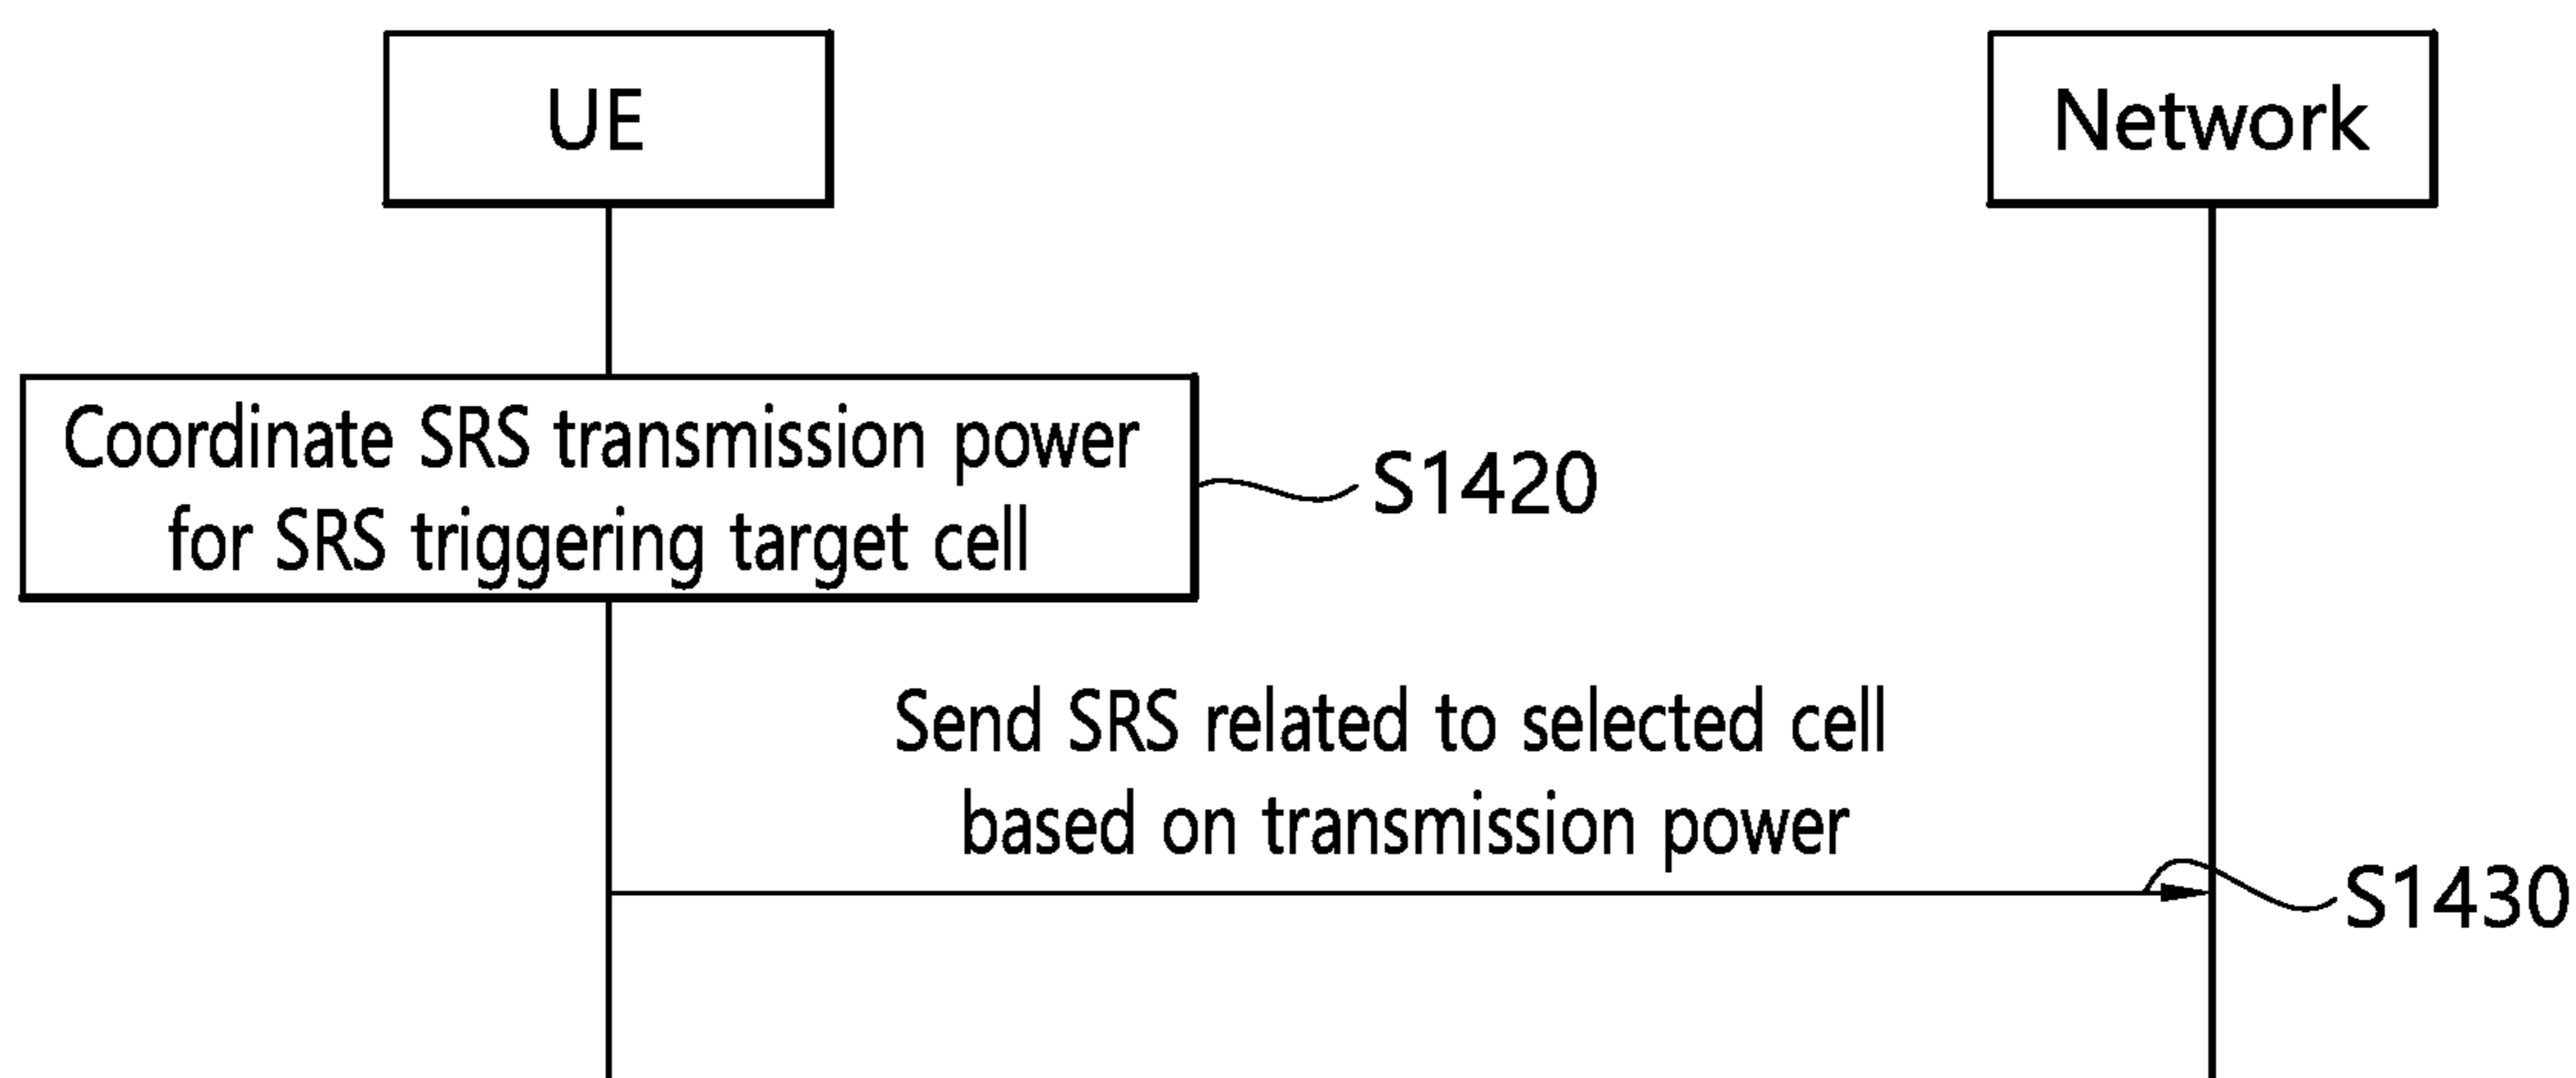 UE
Network
Coordinate SRS transmission power
for SRS triggering target cell
S1420
Send SRS related to selected cell
based on transmission power
S1430